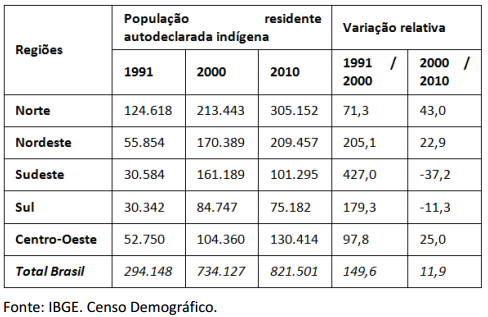 Regiões População residente autodeclarada indígena Variação relativa
1991 2000 2010 1991 / 2000 2000 / 2010
Norte 124.618 213.443 305.152 71,3 43,0
Nordeste 55.854 170.389 209.457 205,1 22,9
Sudeste 30.584 161.189 101.295 427,0 -37,2
Sul 30.342 84.747 75.182 179,3 -11,3
Centro-Oeste 52.750 104.360 130.414 97,8 25,0
Total Brasil 294.148 734.127 821.501 149,6 11,9
Fonte: IBGE. Censo Demográfico.